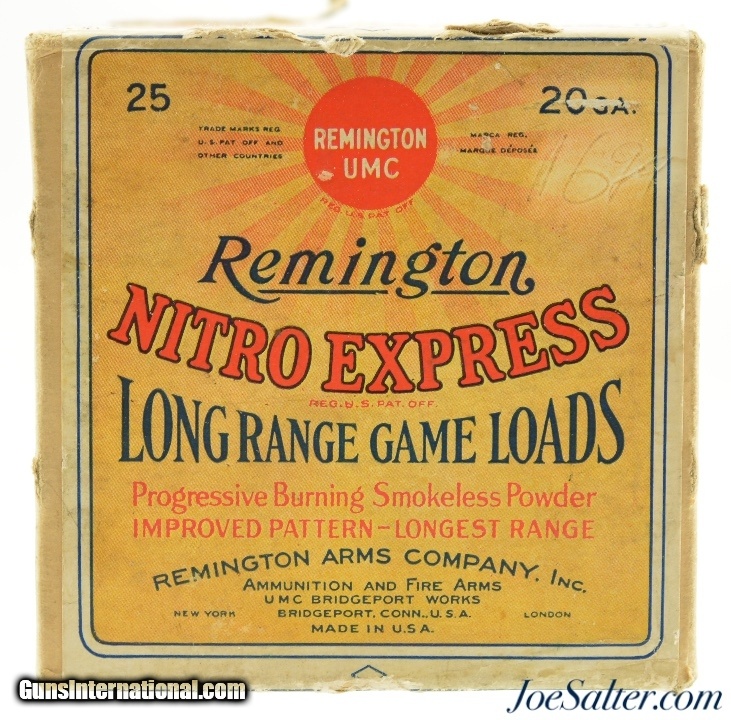 25
20 GA.
TRADE MARKS REG.
U.S. PAT. OFF AND
OTHER COUNTRIES
REMINGTON
UMC
REG. U.S. PAT. OFF.
MARCA REG.
MARQUE DÉPOSÉE
Remington,
NITRO EXPRESS
REG. U.S. PAT. OFF.
LONG RANGE GAME LOADS
Progressive Burning Smokeless Powder
IMPROVED PATTERN-LONGEST RANGE
REMINGTON ARMS COMPANY, INC.
AMMUNITION AND FIRE ARMS
UMC BRIDGEPORT WORKS
NEW YORK BRIDGEPORT, CONN., U.S.A. LONDON
MADE IN U.S.A.
GunsInternational.com
JoeSalter.com